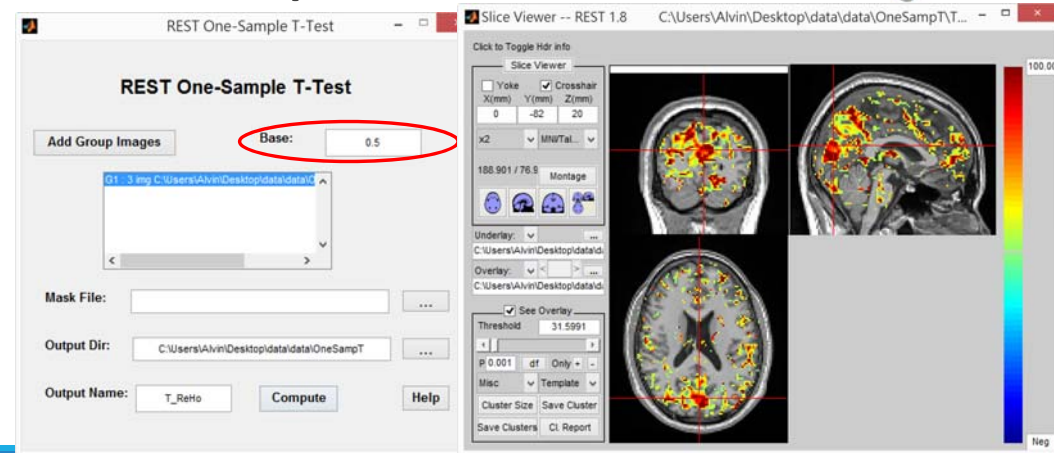 REST One-Sample T-Test
REST One-Sample T-Test
Add Group Images
Base:
0.5
G1 : 3 img C:\Users\Alvin\Desktop\data\data\O
Mask File:
...
Output Dir:
C:\Users\Alvin\Desktop\data\data\OneSampT
...
Output Name:
T_ReHo
Compute
Help
Slice Viewer -- REST 1.8 C:\Users\Alvin\Desktop\data\data\OneSampT\T...
Click to Toggle Hdr info
Slice Viewer
Yoke Crosshair
X(mm) Y(mm) Z(mm)
0 -82 20
x2 MNI/Tal...
188.901 / 76.9 Montage
Underlay: ...
C:\Users\Alvin\Desktop\data\da
Overlay: < > ...
C:\Users\Alvin\Desktop\data\da
See Overlay
Threshold 31.5991
P 0.001 df Only + -
Misc Template
Cluster Size Save Cluster
Save Clusters Cl. Report
100.00
Neg